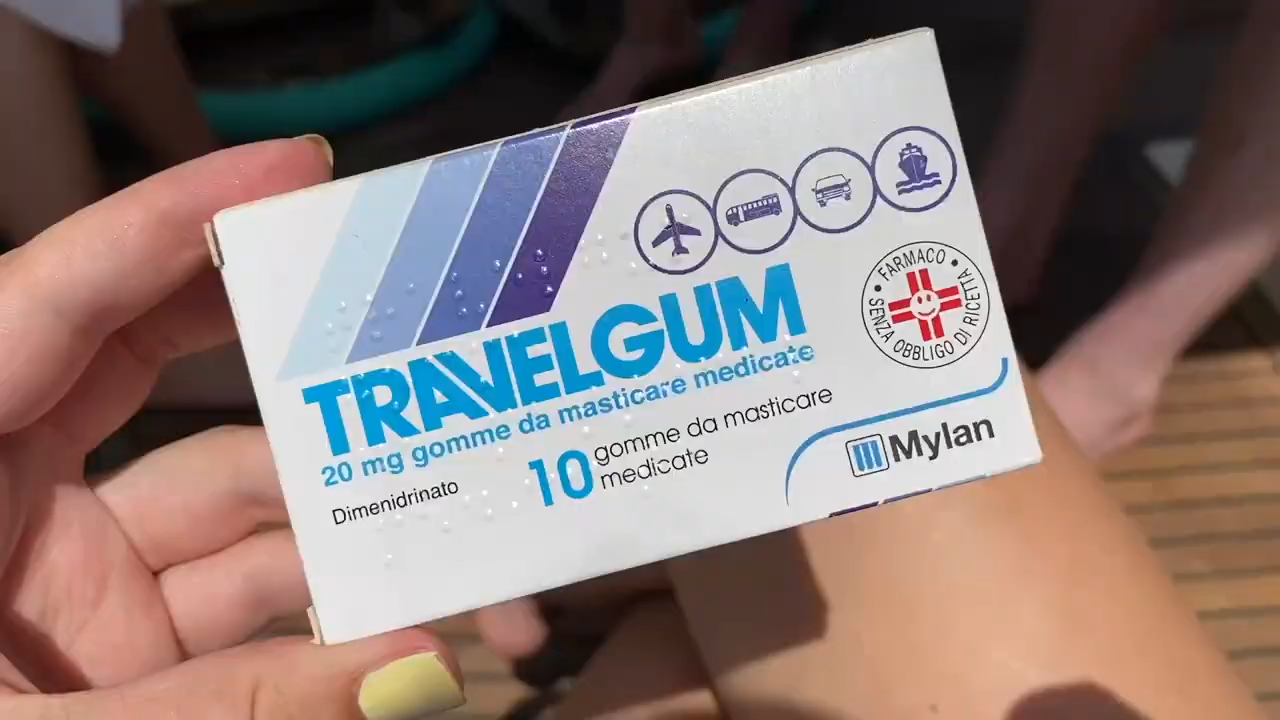 FARMACO
SENZA OBBLIGO DI RICETTA
TRAVELGUM
20 mg gomme da masticare medicate
Dimenidrinato
10 gomme da masticare
medicate
Mylan